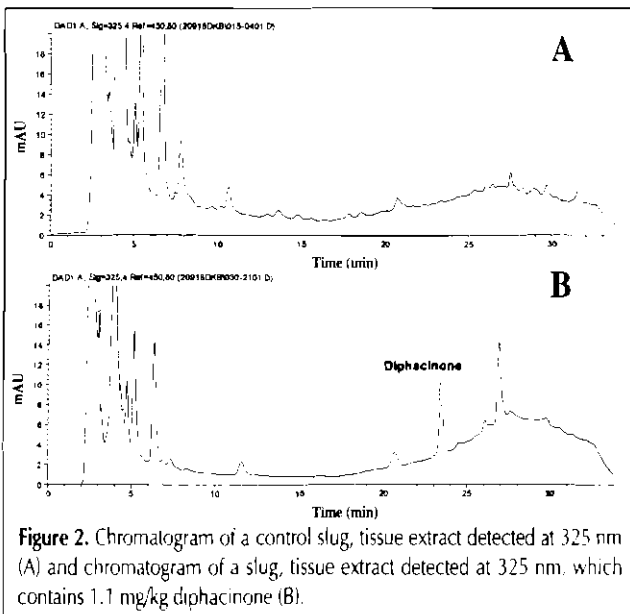 DAD1 A, Sig=325,4 Ref=450,80 (20915DKB\015-0401 D)
A
18
16
14
12
10
8
6
4
2
0
mAU
0 5 10 15 20 25 30
Time (min)
DAD1 A, Sig=325,4 Ref=450,80 (20915DKB\030-2101 D)
B
18
16
14
12
10
8
6
4
2
0
mAU
Diphacinone
0 5 10 15 20 25 30
Time (min)
Figure 2. Chromatogram of a control slug, tissue extract detected at 325 nm
(A) and chromatogram of a slug, tissue extract detected at 325 nm, which
contains 1.1 mg/kg diphacinone (B).